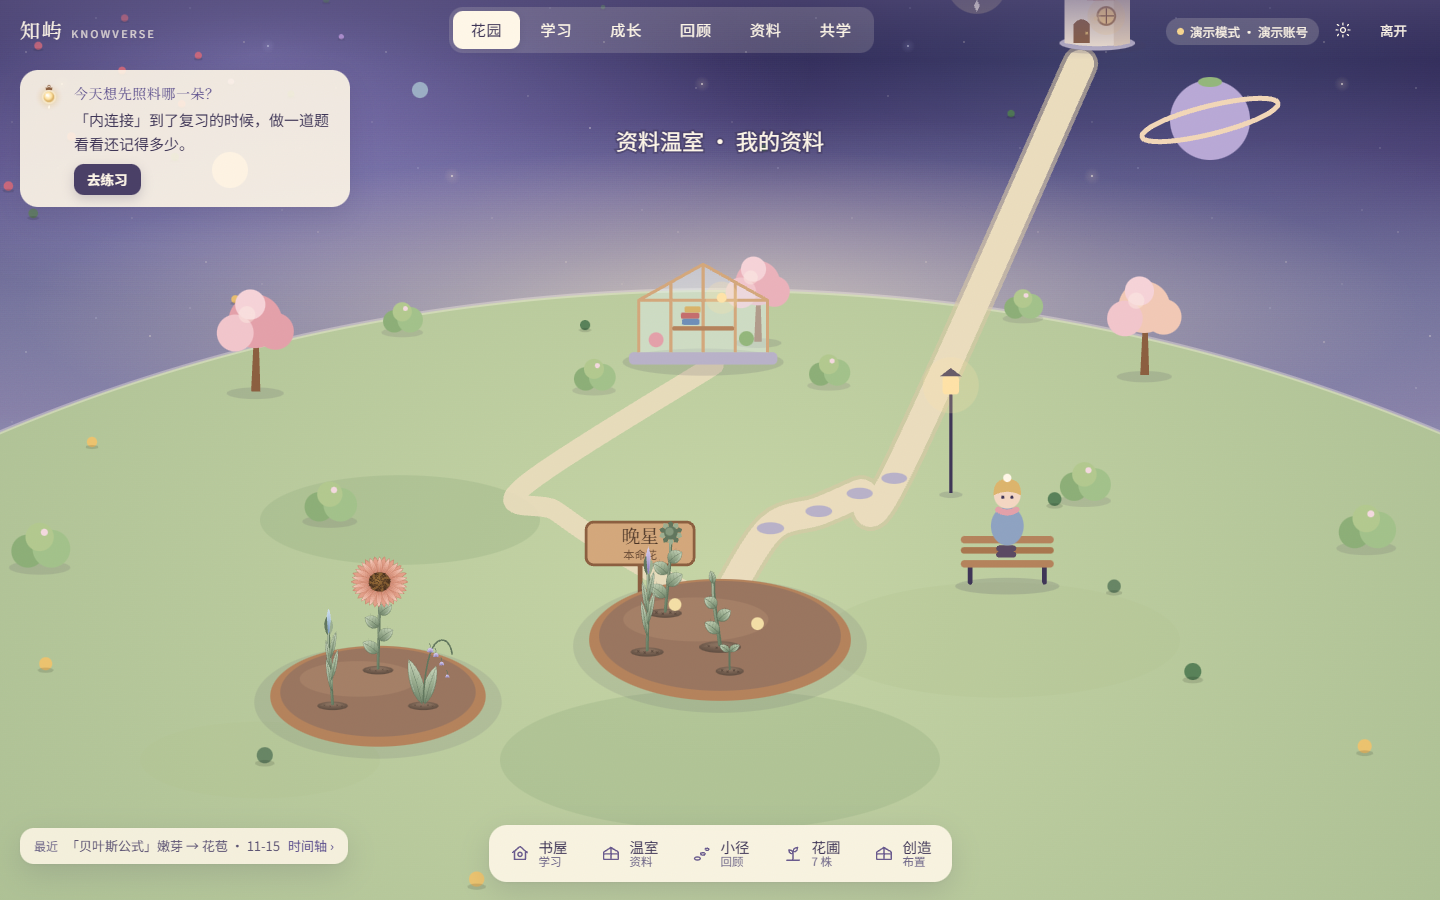 知屿 KNOWVERSE
花园 学习 成长 回顾 资料 共学
演示模式 · 演示账号 离开
今天想先照料哪一朵?
「内连接」到了复习的时候，做一道题
看看还记得多少。
去练习
资料温室 · 我的资料
晚星
本命花
最近 「贝叶斯公式」嫩芽 → 花苞 · 11-15 时间轴 ›
书屋 温室 小径 花圃 创造
学习 资料 回顾 7 株 布置